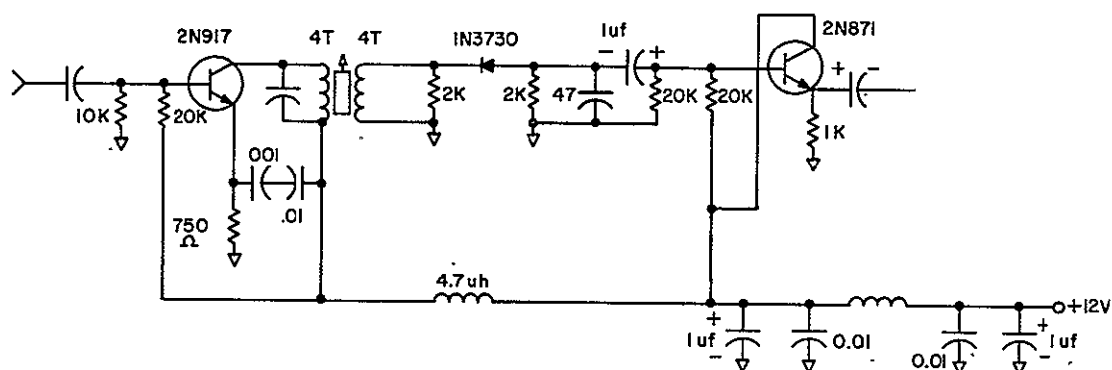 2N917
4T
4T
1N3730
1uf
2N871
-
+
+
-
10K
20K
2K
2K
47
20K
20K
1K
001
.01
750
Ω
4.7uh
+12V
+
1uf
-
0.01
0.01
+
1uf
-